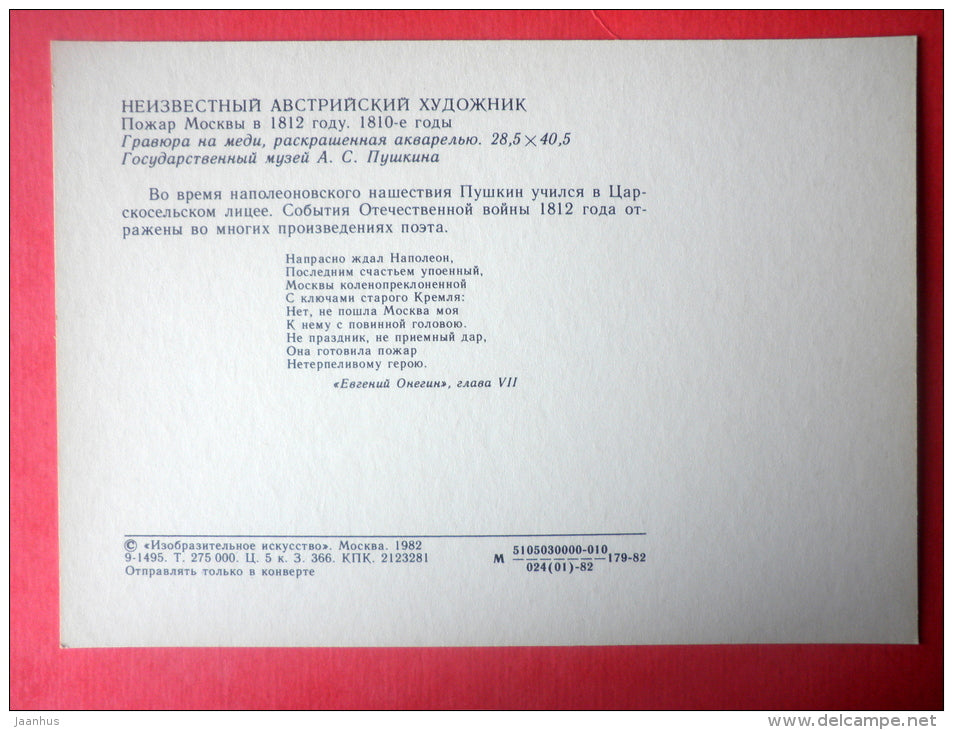 НЕИЗВЕСТНЫЙ АВСТРИЙСКИЙ ХУДОЖНИК
Пожар Москвы в 1812 году. 1810-е годы
Гравюра на меди, раскрашенная акварелью. 28,5×40,5
Государственный музей А. С. Пушкина
Во время наполеоновского нашествия Пушкин учился в Цар-
скосельском лицее. События Отечественной войны 1812 года от-
ражены во многих произведениях поэта.
Напрасно ждал Наполеон,
Последним счастьем упоенный,
Москвы коленопреклоненной
С ключами старого Кремля:
Нет, не пошла Москва моя
К нему с повинной головою.
Не праздник, не приемный дар,
Она готовила пожар
Нетерпеливому герою.
«Евгений Онегин», глава VII
© «Изобразительное искусство». Москва. 1982
9-1495. Т. 275 000. Ц. 5 к. З. 366. КПК. 2123281
Отправлять только в конверте
М 5105030000-010 179-82
024(01)-82
jaanhus
www.delcampe.net